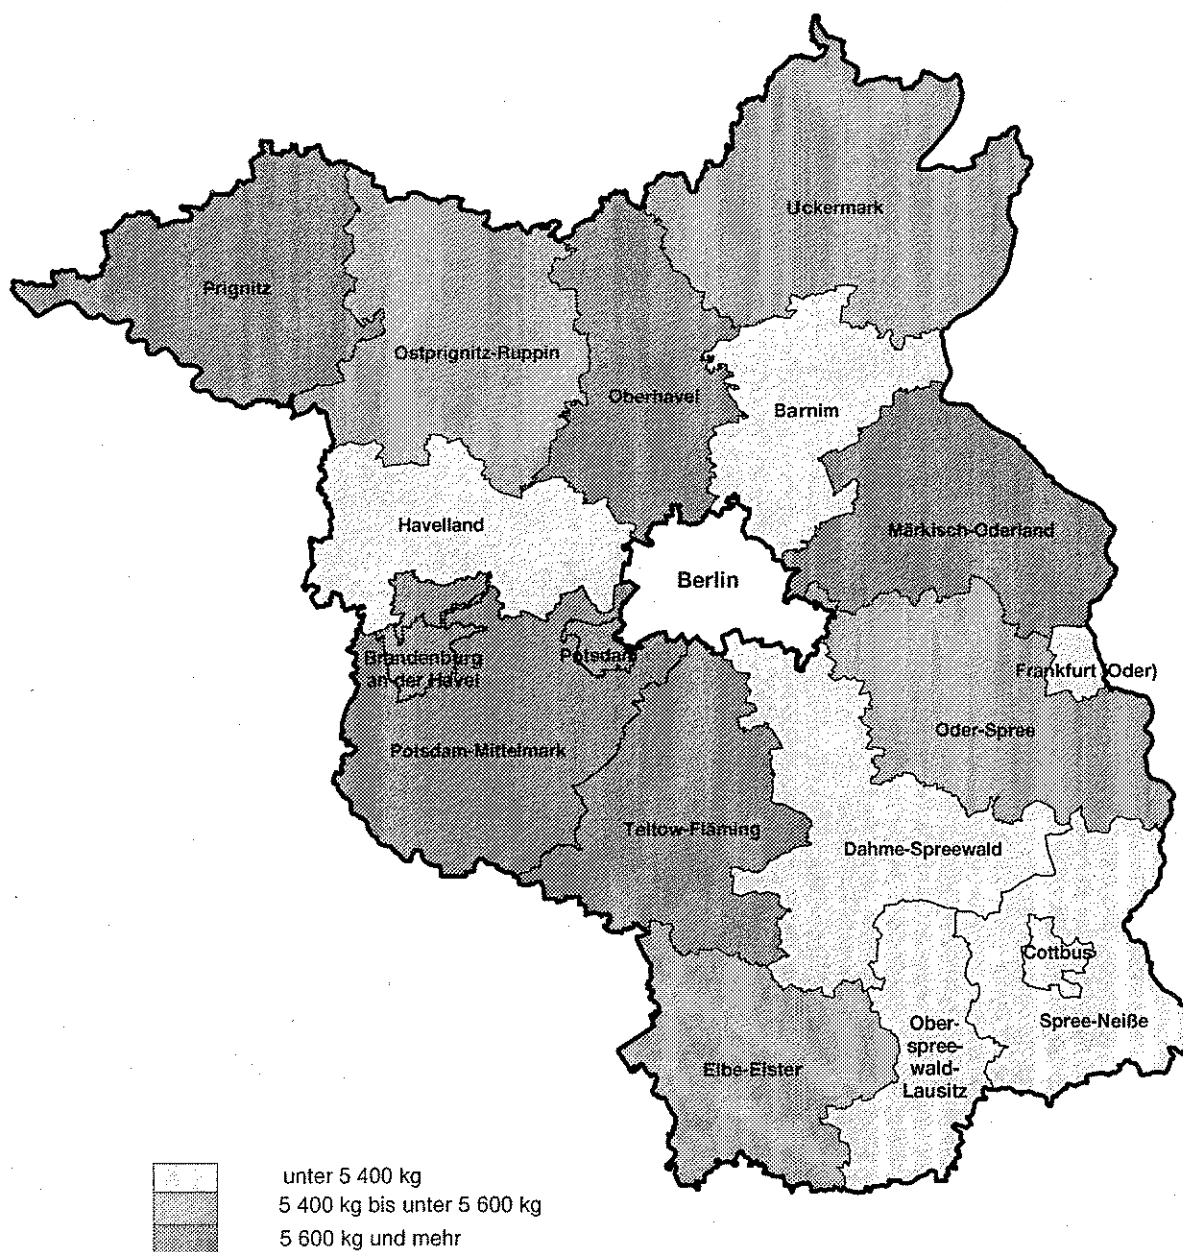 Uckermark
Prignitz
Ostprignitz-Ruppin
Oberhavel
Barnim
Havelland
Märkisch-Oderland
Berlin
Brandenburg
an der Havel
Potsdam
Frankfurt (Oder)
Oder-Spree
Potsdam-Mittelmark
Teltow-Fläming
Dahme-Spreewald
Cottbus
Spree-Neiße
Ober-
spree-
wald-
Lausitz
Elbe-Elster
unter 5 400 kg
5 400 kg bis unter 5 600 kg
5 600 kg und mehr